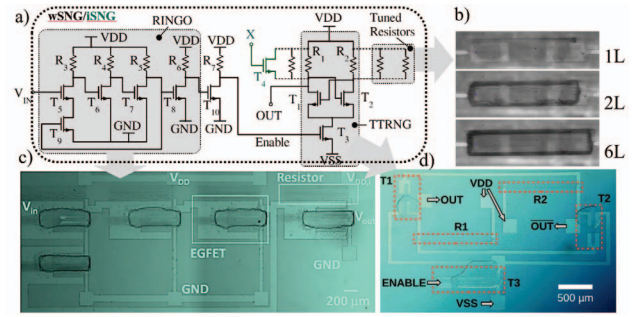 a) wSNG/iSNG
RINGO
VDD
VDD
VDD
R3
R4
R5
R6
R7
VIN
T5
T6
T7
T8
T9
T10
GND
GND
GND
Enable
X
T4
VDD
R1
R2
Tuned
Resistors
T1
T2
T3
OUT
TTRNG
VSS
b)
1L
2L
6L
c)
VDD
Resistor
Vin
EGFET
GND
GND
200 μm
d)
T1
OUT
VDD
R2
T2
R1
OUT
ENABLE
T3
VSS
500 μm